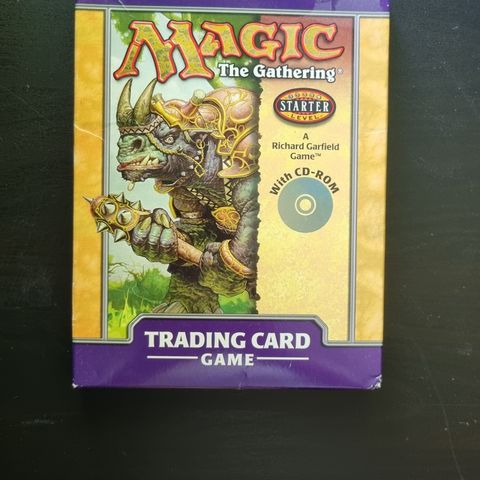 MAGIC
The Gathering®
STARTER
LEVEL
A
Richard Garfield
Game™
With CD-ROM
TRADING CARD
GAME